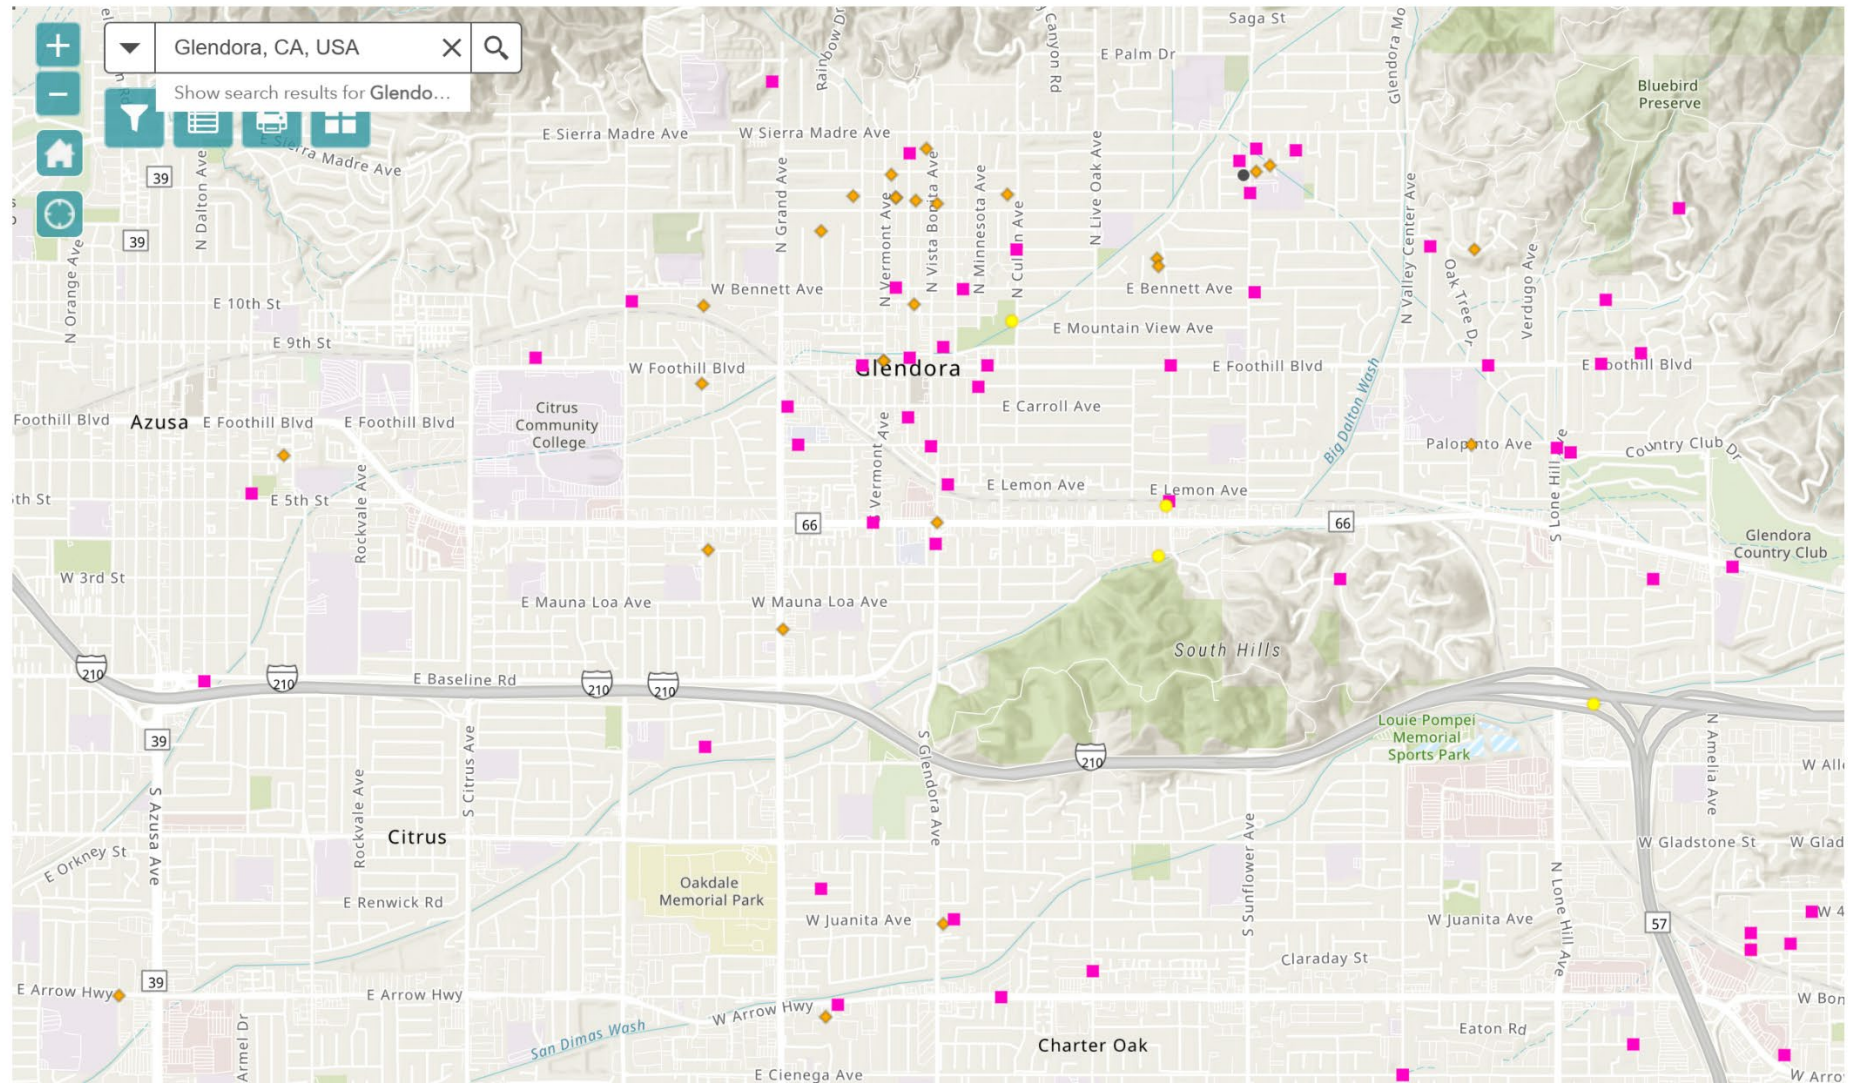 Glendora, CA, USA
Show search results for Glendo...
Saga St
E Palm Dr
Bluebird
Preserve
E Sierra Madre Ave
W Sierra Madre Ave
E Sierra Madre Ave
39
N Dalton Ave
N Grand Ave
N Vermont Ave
N Vista Bonita Ave
N Minnesota Ave
N Live Oak Ave
N Valley Center Ave
39
N Orange Ave
Oak Tree Dr
Verdugo Ave
W Bennett Ave
E Bennett Ave
E 10th St
E Mountain View Ave
E 9th St
W Foothill Blvd
Glendora
E Foothill Blvd
E Foothill Blvd
Big Dalton Wash
Citrus
Community
College
E Carroll Ave
Foothill Blvd
Azusa
E Foothill Blvd
E Foothill Blvd
Vermont Ave
Palopinto Ave
Country Club Dr
Rockvale Ave
E Lemon Ave
E Lemon Ave
E 5th St
S Lone Hill Ave
66
66
Glendora
Country Club
W 3rd St
E Mauna Loa Ave
W Mauna Loa Ave
South Hills
210
210
210
210
E Baseline Rd
Louie Pompei
Memorial
Sports Park
N Amelia Ave
39
S Citrus Ave
S Glendora Ave
210
S Azusa Ave
Rockvale Ave
Citrus
S Sunflower Ave
W Gladstone St
W Glad
E Orkney St
Oakdale
Memorial Park
E Renwick Rd
W Juanita Ave
W Juanita Ave
N Lone Hill Ave
57
W 4
Claraday St
39
E Arrow Hwy
E Arrow Hwy
W Arrow Hwy
W Bon
San Dimas Wash
Armel Dr
Charter Oak
Eaton Rd
E Cienega Ave
W Arro